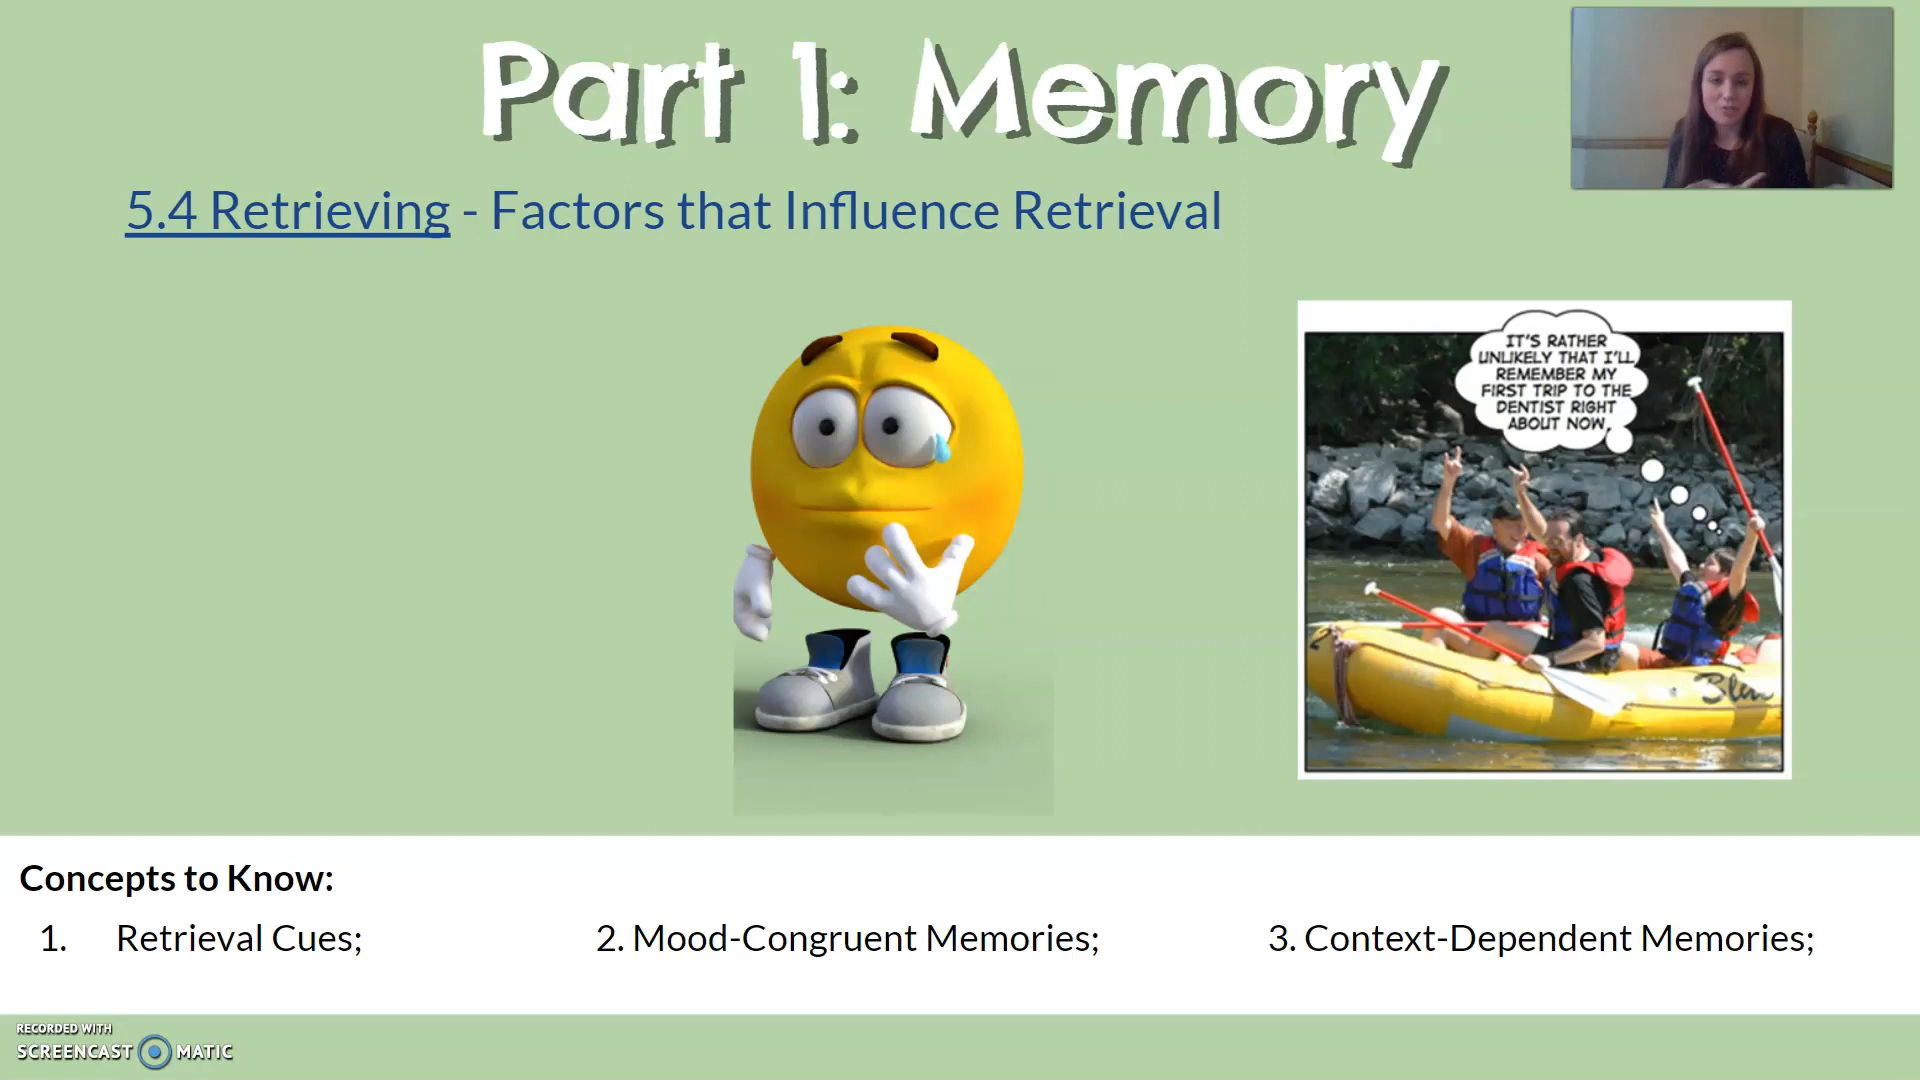 Part 1: Memory
5.4 Retrieving - Factors that Influence Retrieval
IT'S RATHER
UNLIKELY THAT I'LL
REMEMBER MY
FIRST TRIP TO THE
DENTIST RIGHT
ABOUT NOW.
Concepts to Know:
1. Retrieval Cues;
2. Mood-Congruent Memories;
3. Context-Dependent Memories;
RECORDED WITH
SCREENCAST MATIC